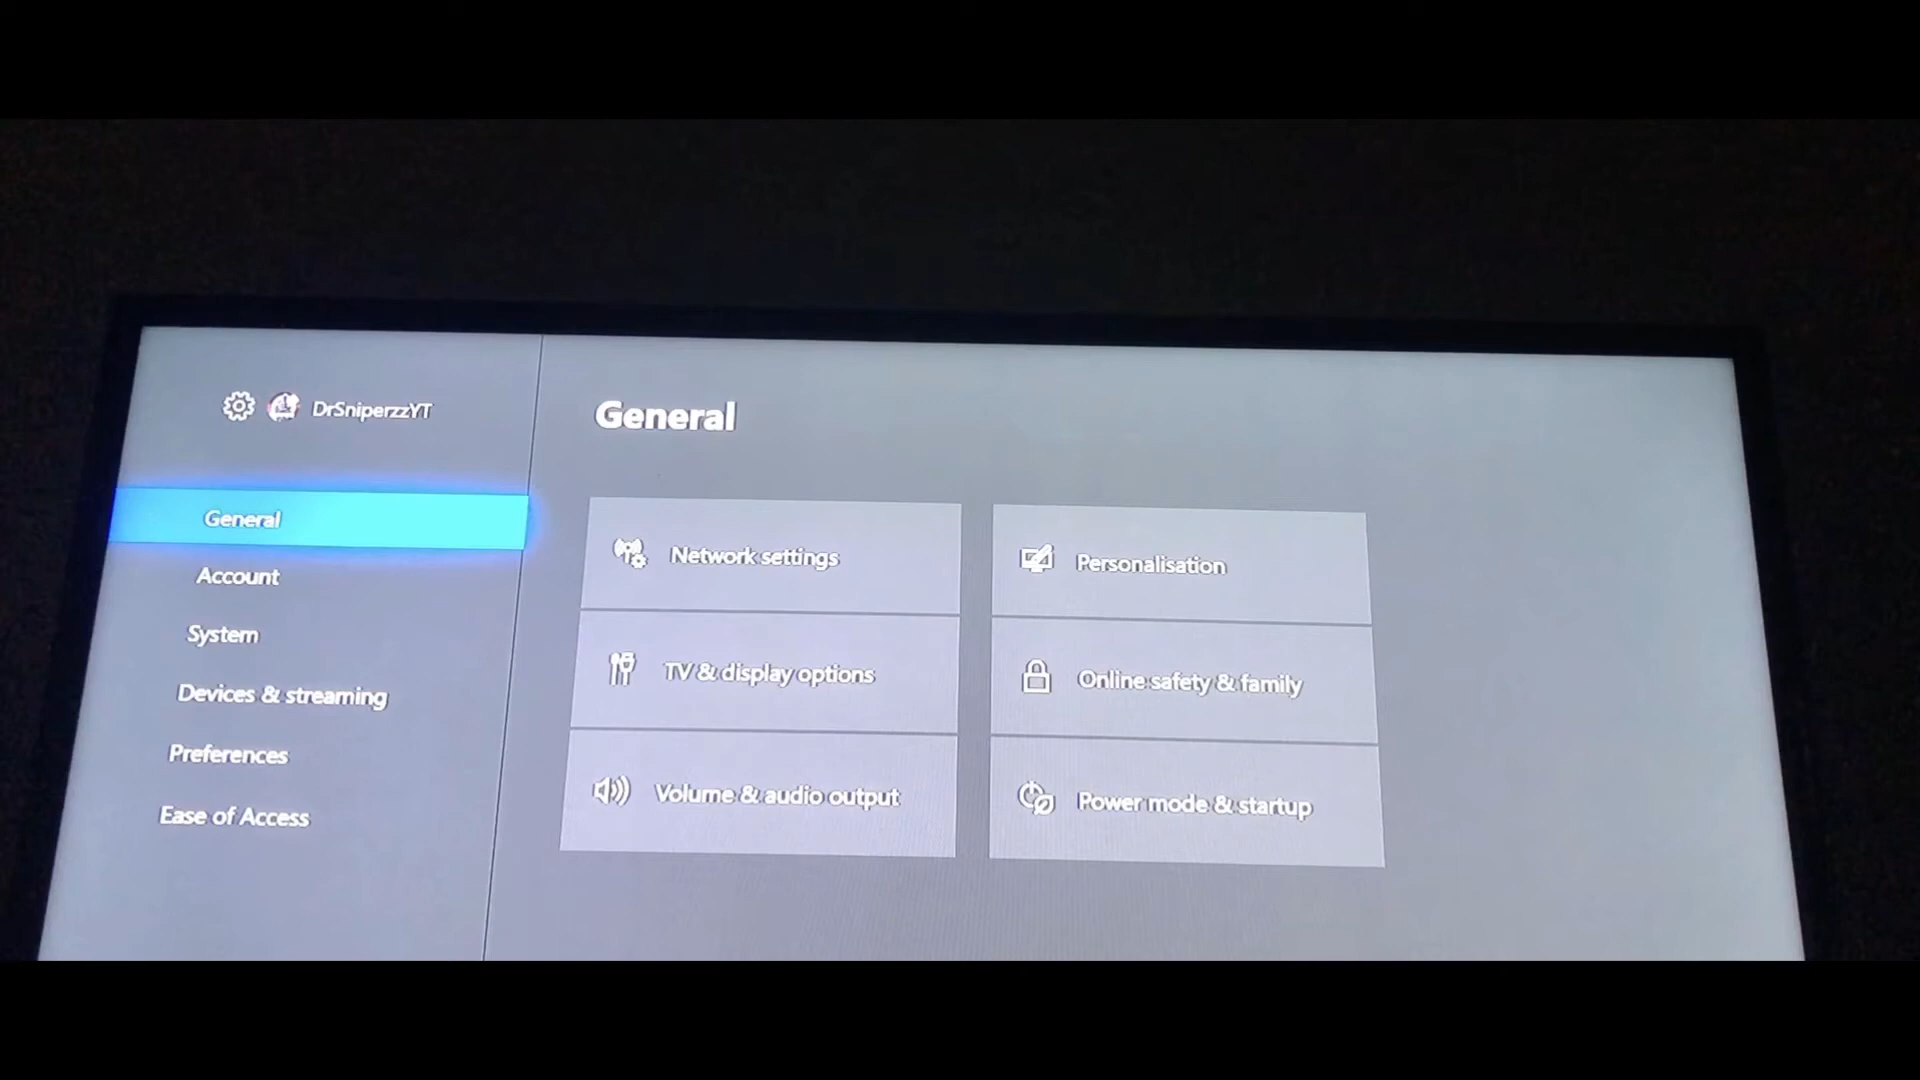 DrSniperzzYT
General
Account
System
Devices & streaming
Preferences
Ease of Access
General
Network settings
TV & display options
Volume & audio output
Personalisation
Online safety & family
Power mode & startup